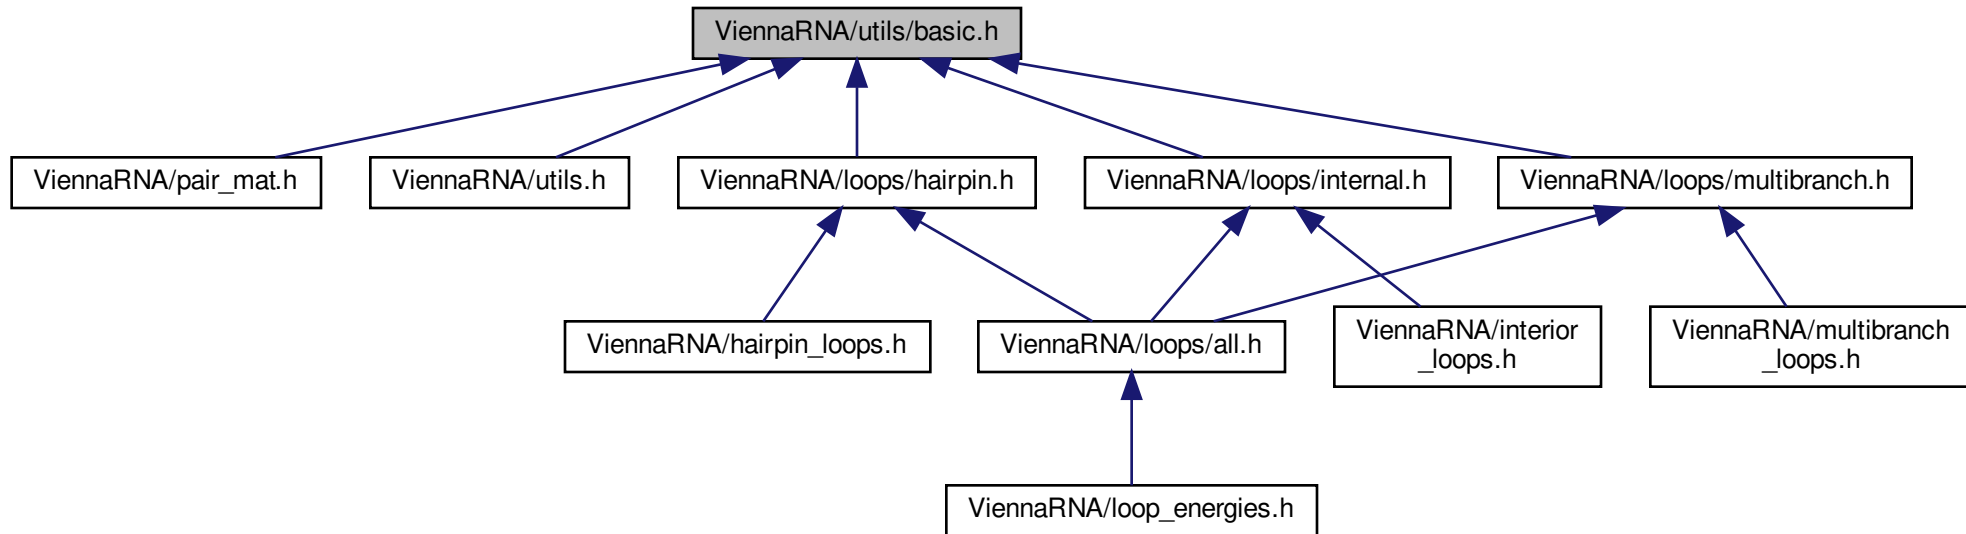 ViennaRNA/utils/basic.h
ViennaRNA/pair_mat.h
ViennaRNA/utils.h
ViennaRNA/loops/hairpin.h
ViennaRNA/loops/internal.h
ViennaRNA/loops/multibranch.h
ViennaRNA/hairpin_loops.h
ViennaRNA/loops/all.h
ViennaRNA/interior
_loops.h
ViennaRNA/multibranch
_loops.h
ViennaRNA/loop_energies.h